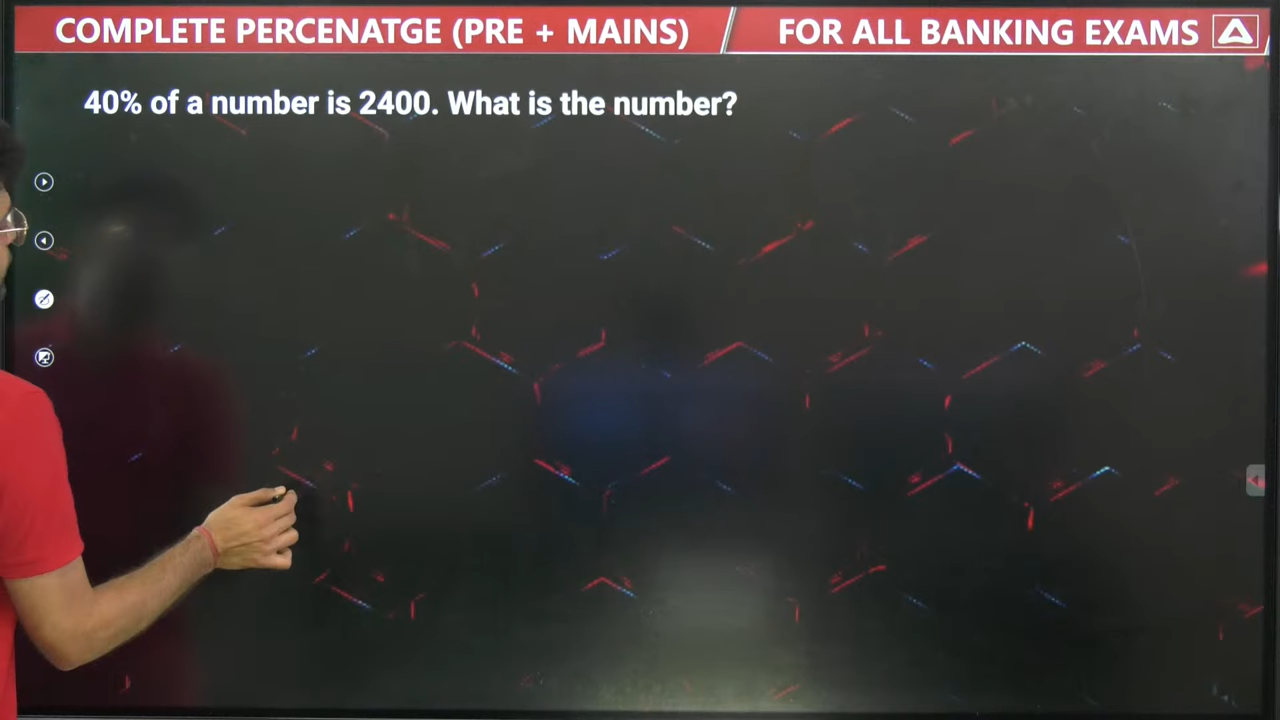 COMPLETE PERCENATGE (PRE + MAINS) FOR ALL BANKING EXAMS
40% of a number is 2400. What is the number?